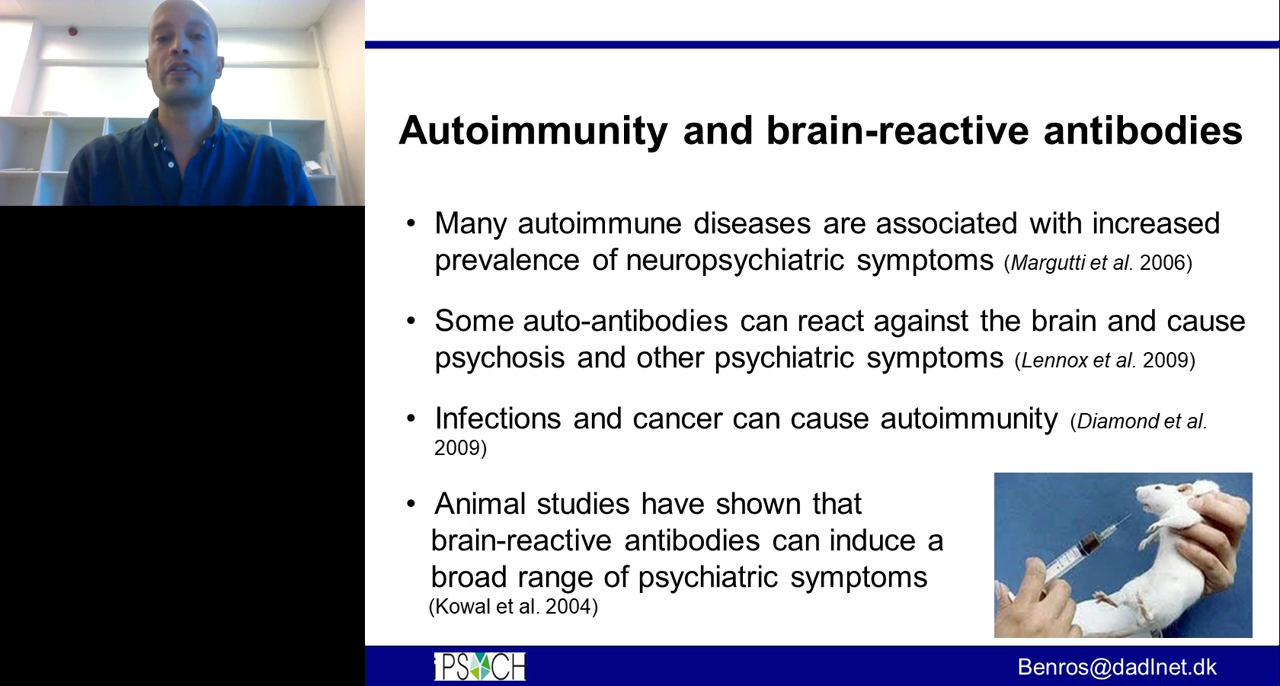 Autoimmunity and brain-reactive antibodies
• Many autoimmune diseases are associated with increased
prevalence of neuropsychiatric symptoms (Margutti et al. 2006)
• Some auto-antibodies can react against the brain and cause
psychosis and other psychiatric symptoms (Lennox et al. 2009)
• Infections and cancer can cause autoimmunity (Diamond et al.
2009)
• Animal studies have shown that
brain-reactive antibodies can induce a
broad range of psychiatric symptoms
(Kowal et al. 2004)
iPSYCH
Benros@dadlnet.dk